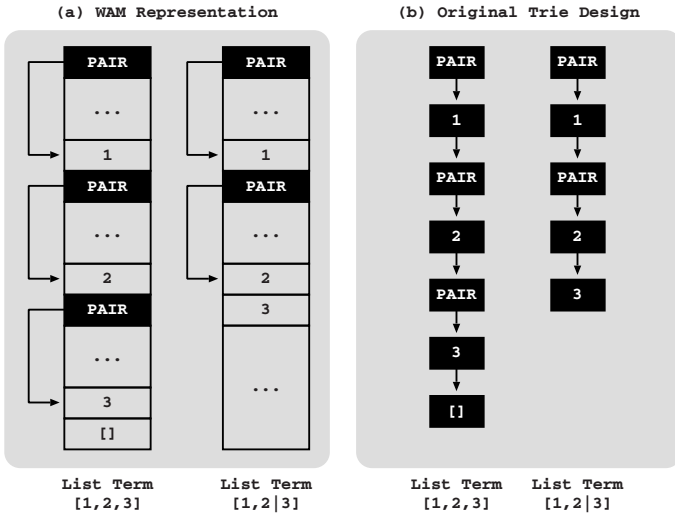 (a) WAM Representation
PAIR
...
1
PAIR
...
2
PAIR
...
3
[]
List Term
[1,2,3]
PAIR
...
1
PAIR
...
2
3
...
List Term
[1,2|3]
(b) Original Trie Design
PAIR
1
PAIR
2
PAIR
3
[]
List Term
[1,2,3]
PAIR
1
PAIR
2
3
List Term
[1,2|3]